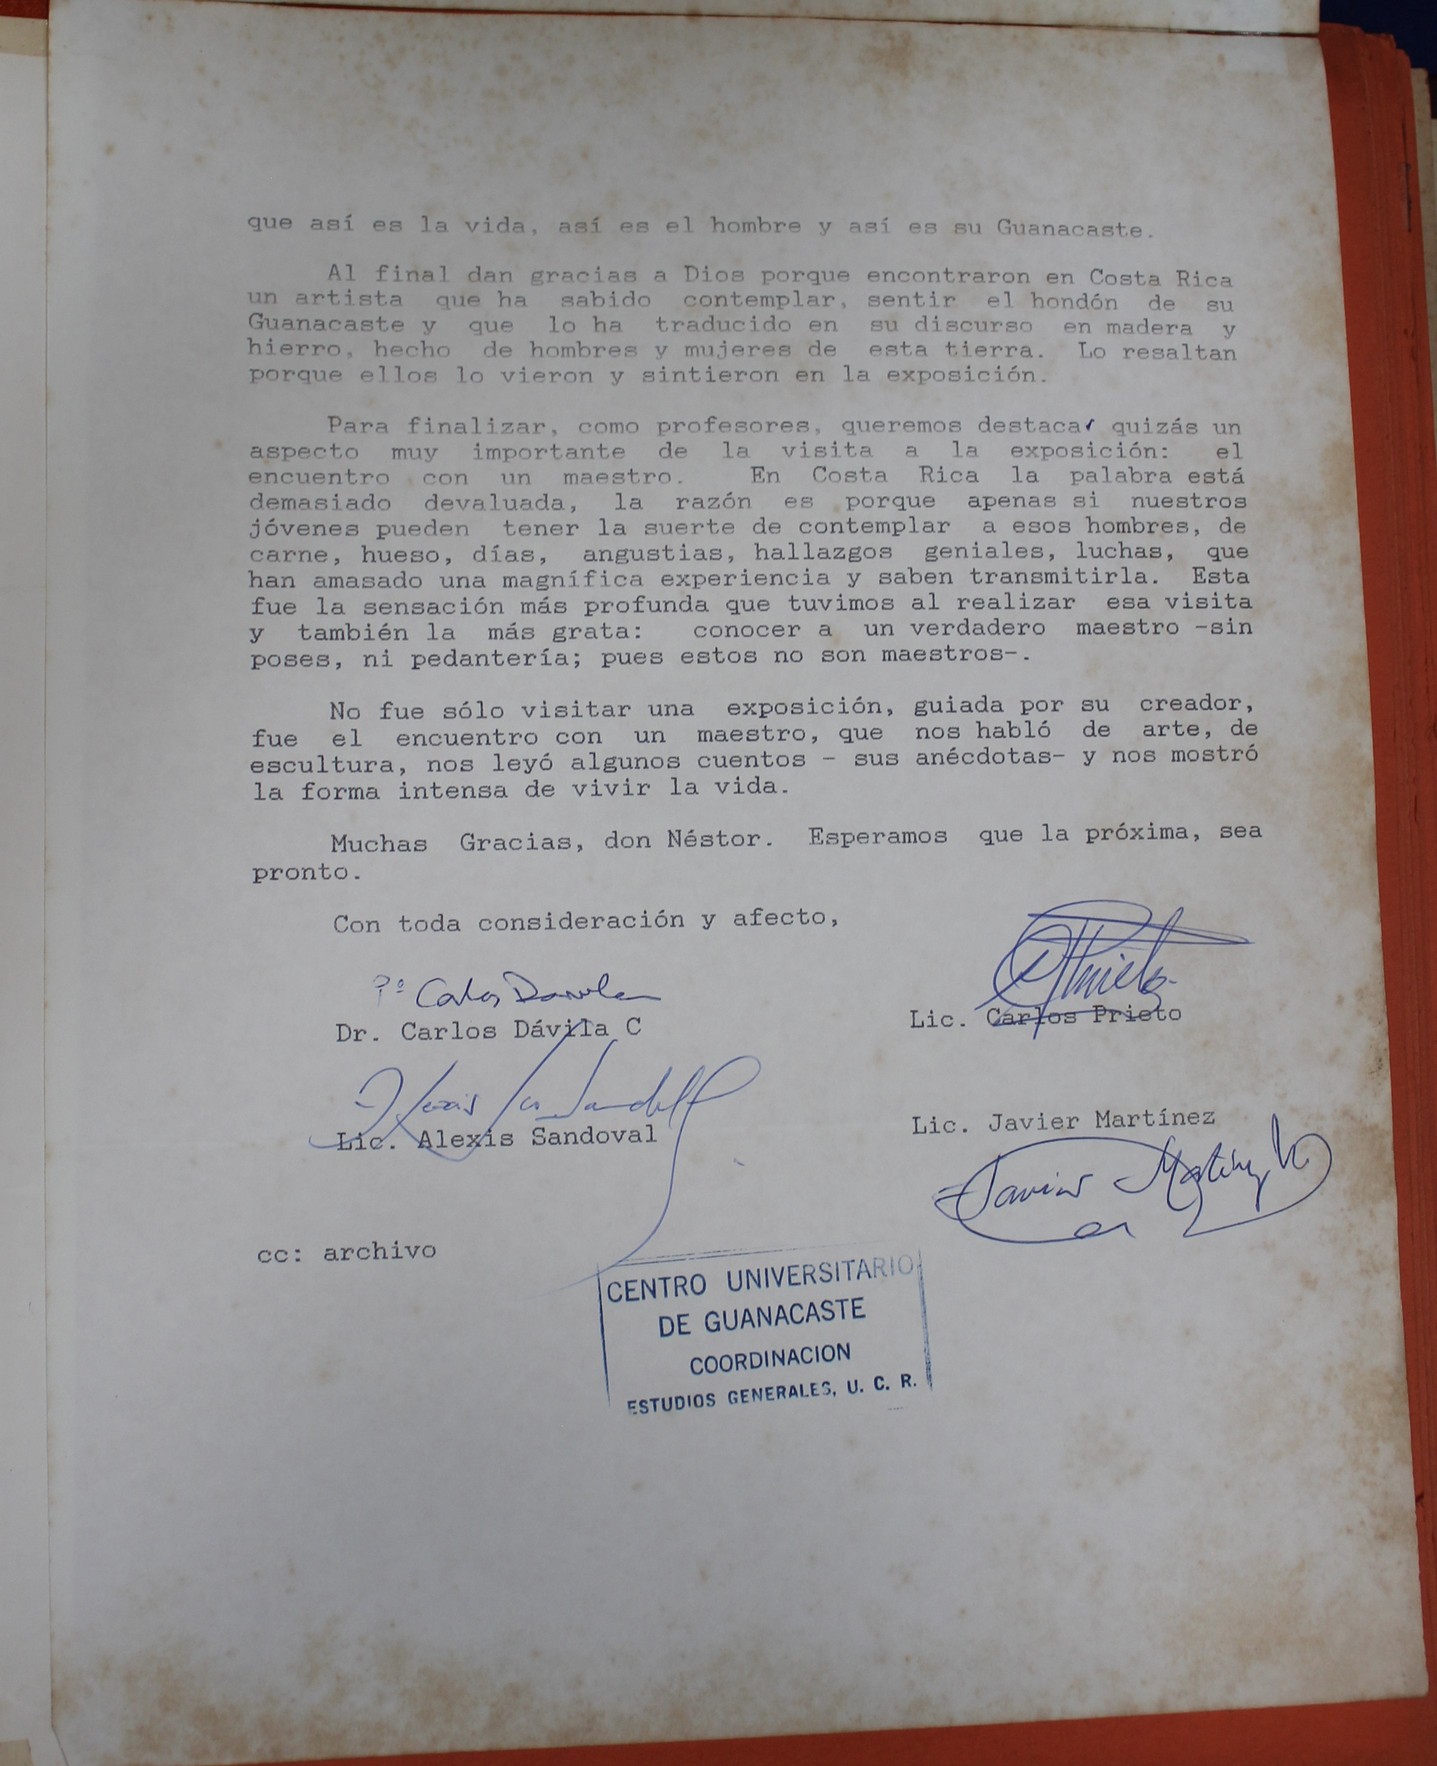 que así es la vida, así es el hombre y así es su Guanacaste.
Al final dan gracias a Dios porque encontraron en Costa Rica
un artista que ha sabido contemplar, sentir el hondón de su
Guanacaste y que lo ha traducido en su discurso en madera y
hierro, hecho de hombres y mujeres de esta tierra. Lo resaltan
porque ellos lo vieron y sintieron en la exposición.
Para finalizar, como profesores, queremos destacar quizás un
aspecto muy importante de la visita a la exposición: el
encuentro con un maestro. En Costa Rica la palabra está
demasiado devaluada, la razón es porque apenas si nuestros
jóvenes pueden tener la suerte de contemplar a esos hombres, de
carne, hueso, días, angustias, hallazgos geniales, luchas, que
han amasado una magnífica experiencia y saben transmitirla. Esta
fue la sensación más profunda que tuvimos al realizar esa visita
y también la más grata: conocer a un verdadero maestro -sin
poses, ni pedantería; pues estos no son maestros-.
No fue sólo visitar una exposición, guiada por su creador,
fue el encuentro con un maestro, que nos habló de arte, de
escultura, nos leyó algunos cuentos - sus anécdotas- y nos mostró
la forma intensa de vivir la vida.
Muchas Gracias, don Néstor. Esperamos que la próxima, sea
pronto.
Con toda consideración y afecto,
Carlos Davila
Dr. Carlos Dávila C
Prieto
Lic. Carlos Prieto
Alexis Sandoval
Lic. Alexis Sandoval
Lic. Javier Martínez
Javier Martínez
cc: archivo
CENTRO UNIVERSITARIO
DE GUANACASTE
COORDINACION
ESTUDIOS GENERALES, U. C. R.